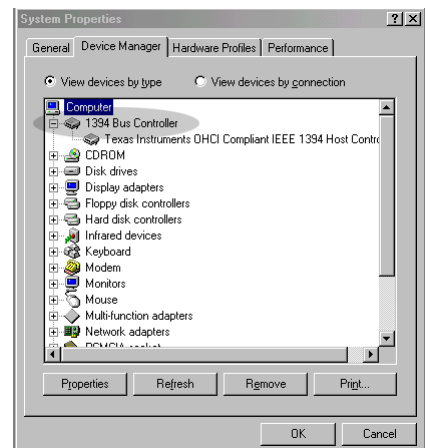 System Properties
General Device Manager Hardware Profiles Performance
View devices by type View devices by connection
Computer
1394 Bus Controller
Texas Instruments OHCI Compliant IEEE 1394 Host Contr
CDROM
Disk drives
Display adapters
Floppy disk controllers
Hard disk controllers
Infrared devices
Keyboard
Modem
Monitors
Mouse
Multi-function adapters
Network adapters
PCMCIA socket
Properties Refresh Remove Print...
OK Cancel